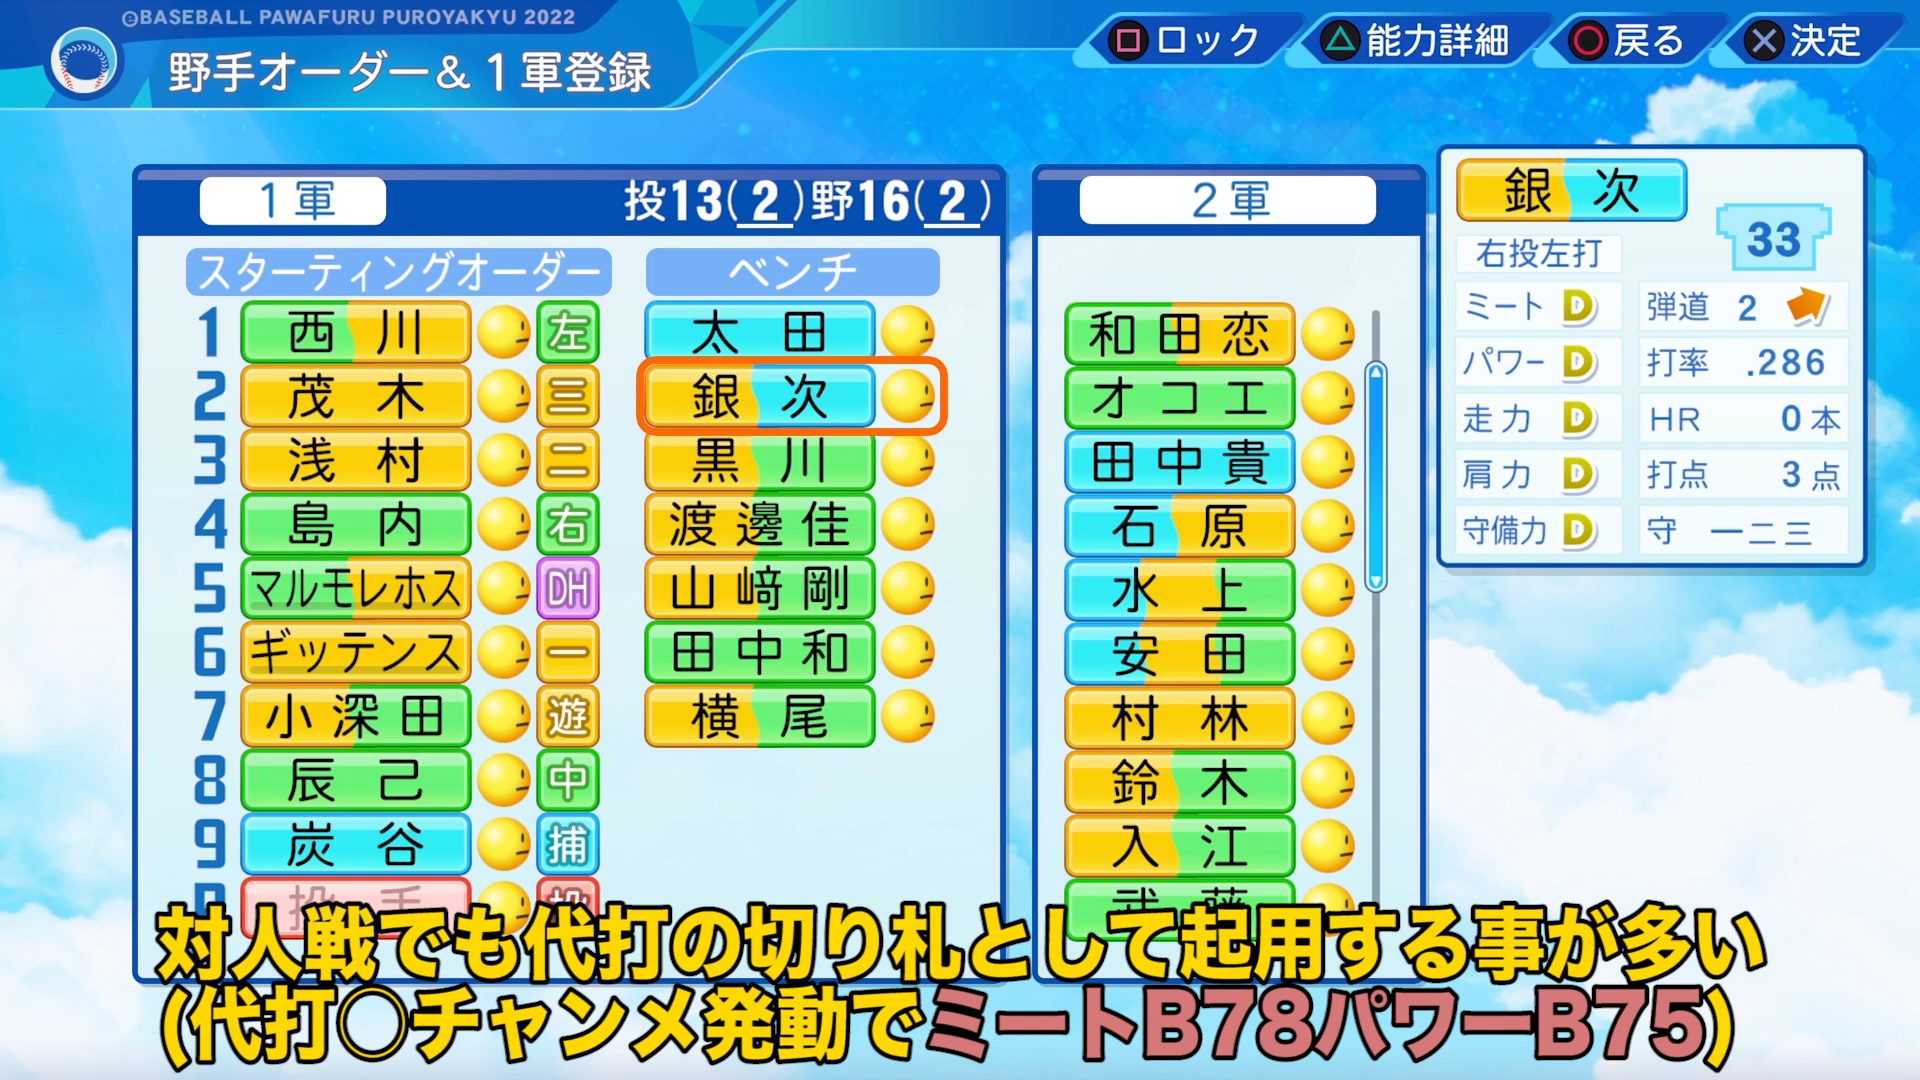 ©BASEBALL PAWAFURU PUROYAKYU 2022
野手オーダー&1軍登録
ロック
能力詳細
戻る
決定
1軍 投13(2)野16(2)
スターティングオーダー
1 西川 左
2 茂木 三
3 浅村 二
4 島内 右
5 マルモレホス DH
6 ギッテンス 一
7 小深田 遊
8 辰己 中
9 炭谷 捕
P 投手 投
ベンチ
太田
銀次
黒川
渡邊佳
山﨑剛
田中和
横尾
2軍
和田恋
オコエ
田中貴
石原
水上
安田
村林
鈴木
入江
武藤
銀次
33
右投左打
ミート D 弾道 2
パワー D 打率 .286
走力 D HR 0本
肩力 D 打点 3点
守備力 D 守 一二三
対人戦でも代打の切り札として起用する事が多い
(代打○チャンメ発動でミートB78パワーB75)